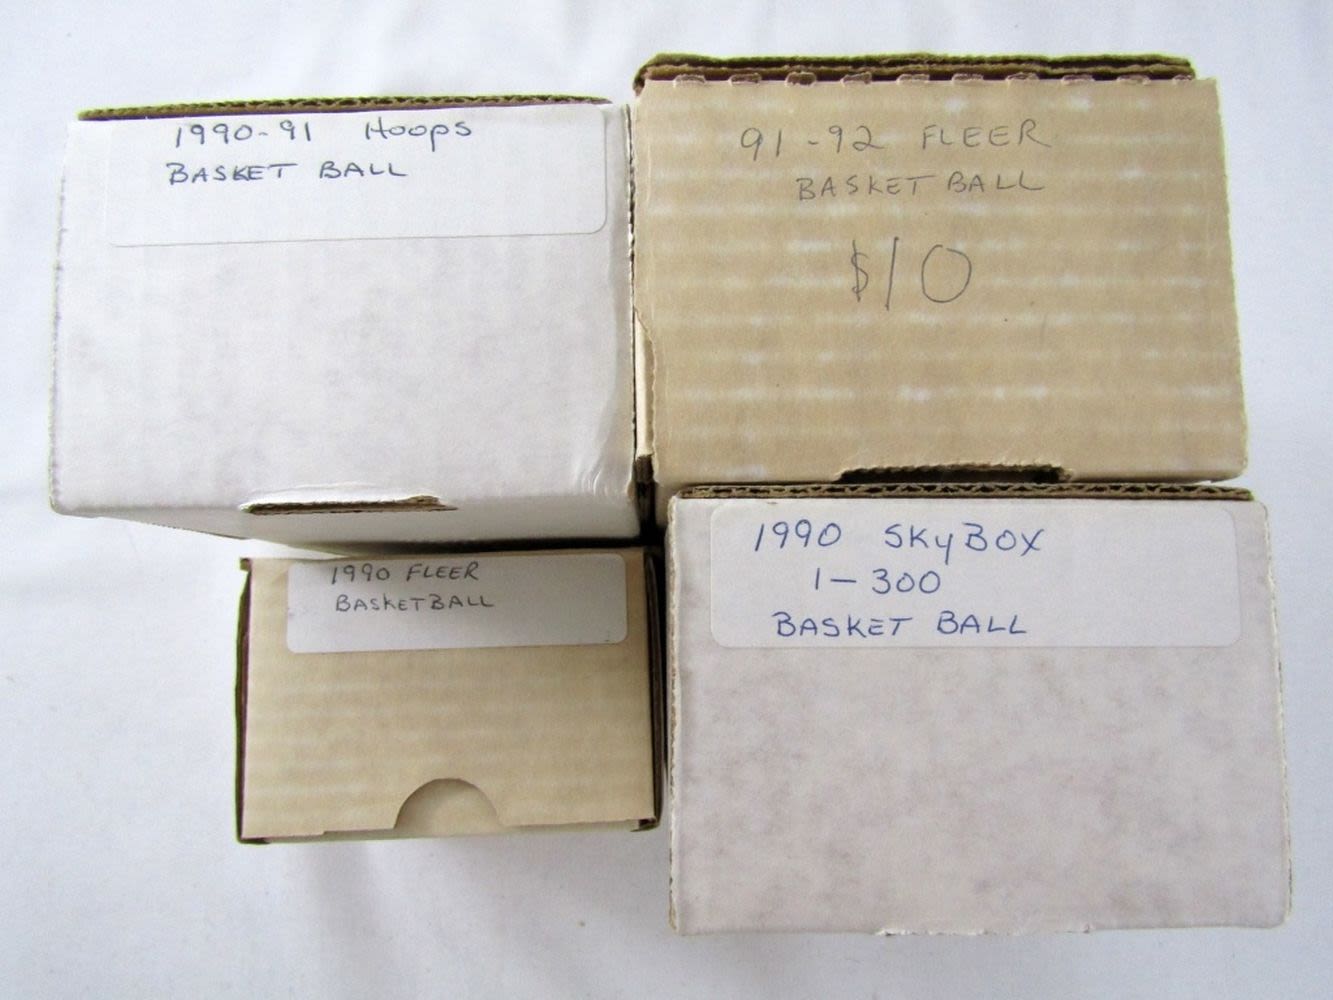 1990-91 Hoops
BASKET BALL
91-92 FLEER
BASKET BALL
$10
1990 FLEER
BASKETBALL
1990 SKyBOX
1-300
BASKET BALL